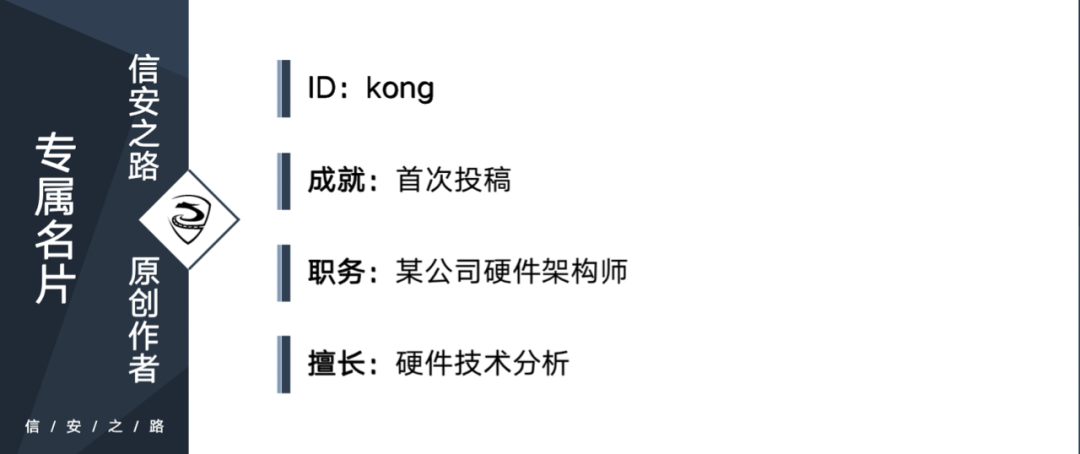 专属名片
信安之路
原创作者
信/安/之/路
ID：kong
成就：首次投稿
职务：某公司硬件架构师
擅长：硬件技术分析